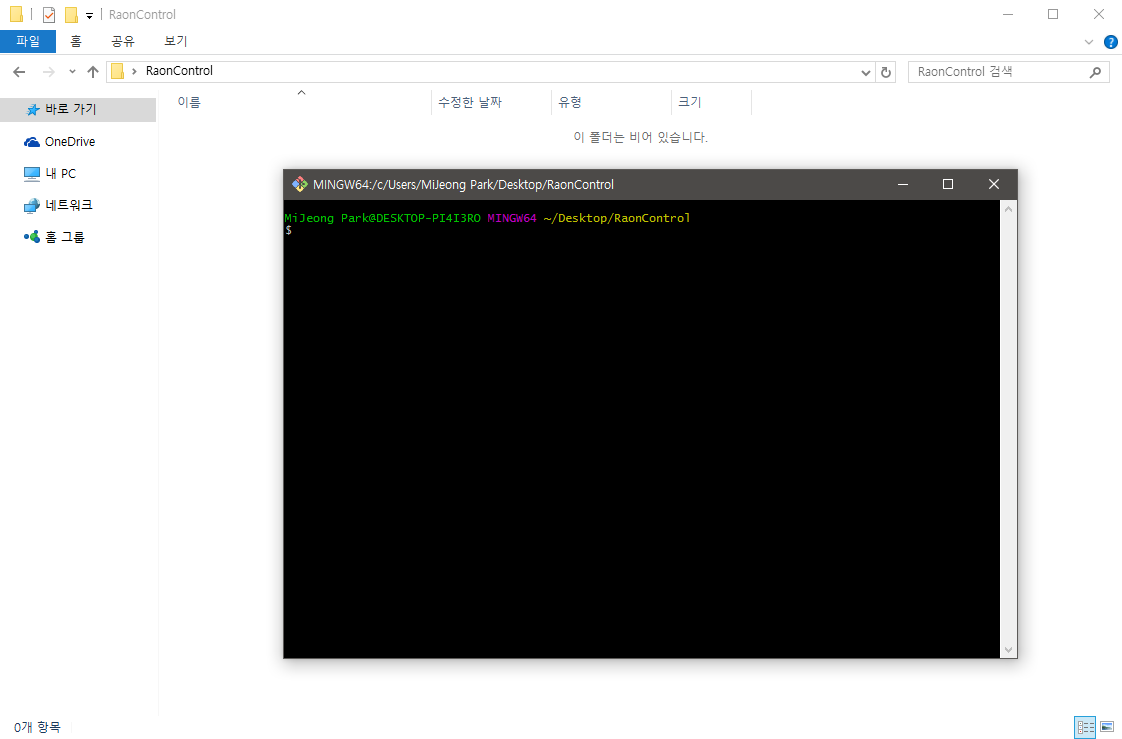 RaonControl
파일 홈 공유 보기
RaonControl
RaonControl 검색
이름 수정한 날짜 유형 크기
바로 가기
이 폴더는 비어 있습니다.
OneDrive
내 PC
네트워크
홈 그룹
MINGW64:/c/Users/MiJeong Park/Desktop/RaonControl
MiJeong Park@DESKTOP-PI4I3RO MINGW64 ~/Desktop/RaonControl
$
0개 항목